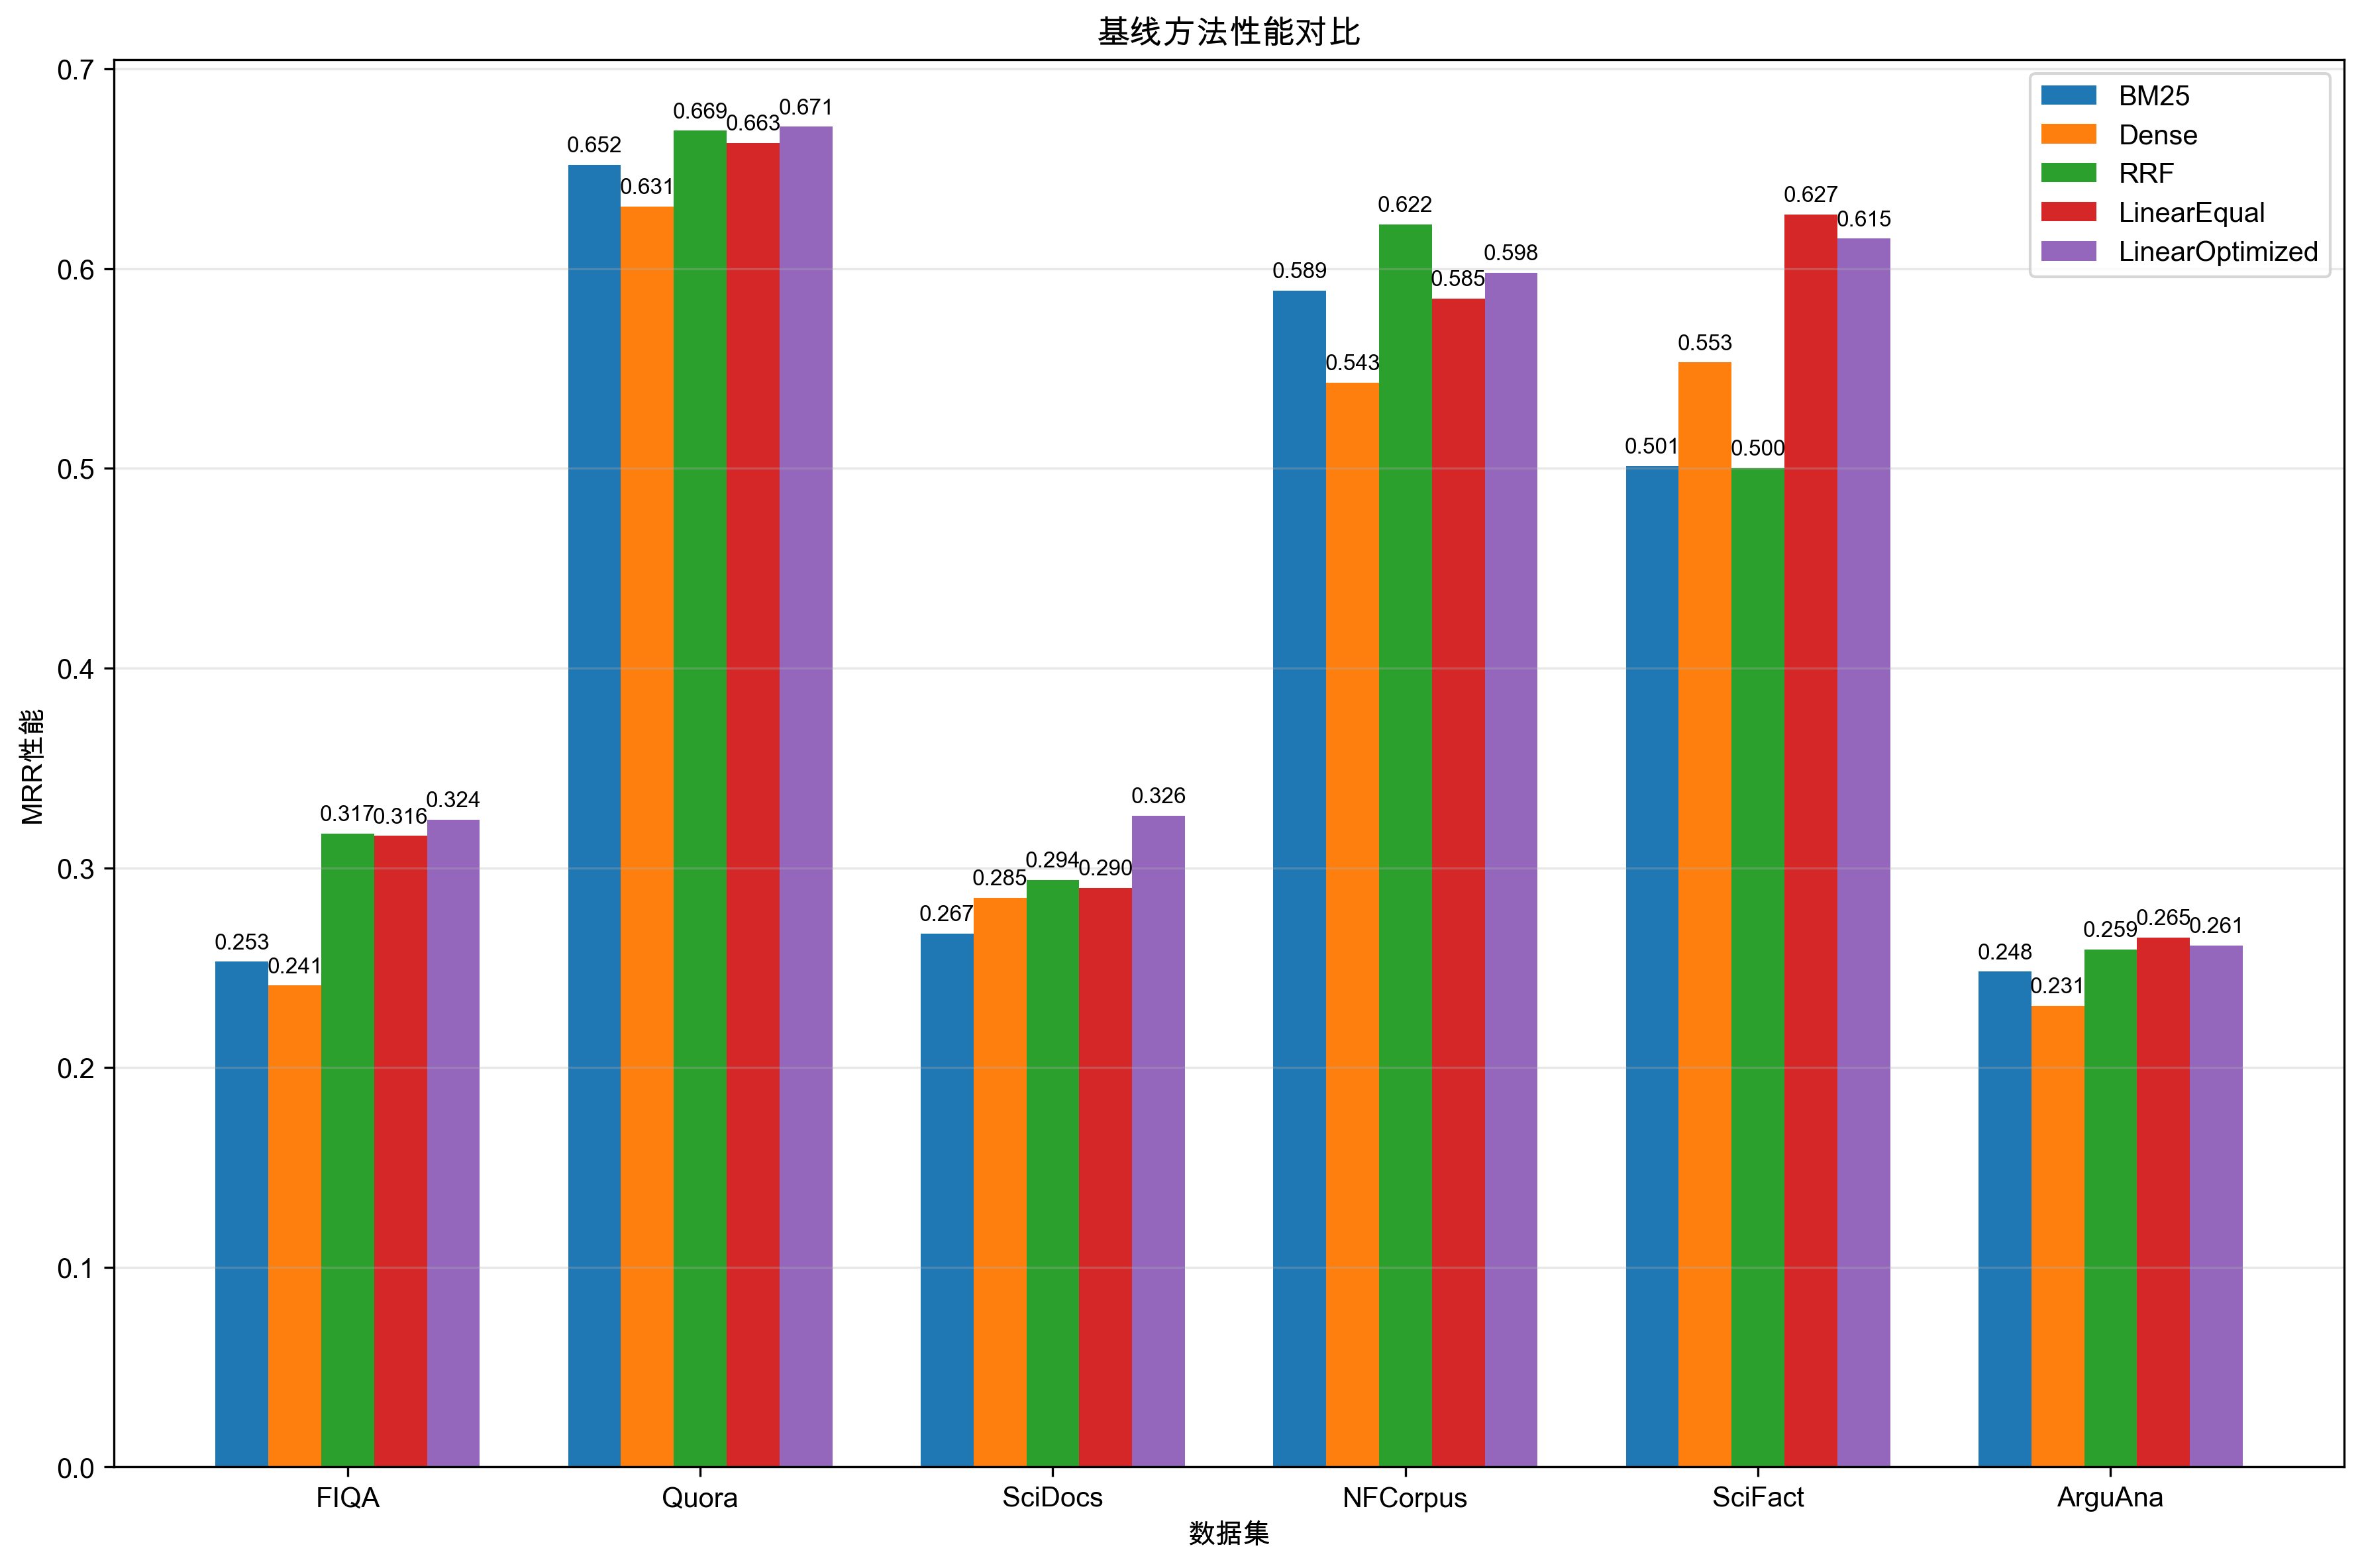 基线方法性能对比
MRR性能
0.7
0.6
0.5
0.4
0.3
0.2
0.1
0.0
BM25
Dense
RRF
LinearEqual
LinearOptimized
0.253
0.241
0.317
0.316
0.324
0.652
0.631
0.669
0.663
0.671
0.267
0.285
0.294
0.290
0.326
0.589
0.543
0.622
0.585
0.598
0.501
0.553
0.500
0.627
0.615
0.248
0.231
0.259
0.265
0.261
FIQA
Quora
SciDocs
NFCorpus
SciFact
ArguAna
数据集